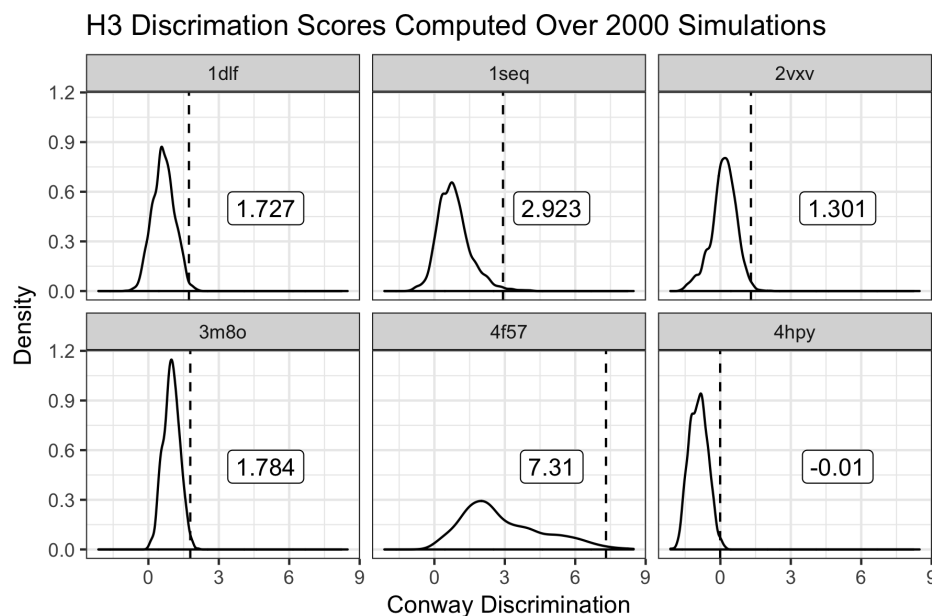 H3 Discrimation Scores Computed Over 2000 Simulations
1dlf 1seq 2vxv
1.2
0.9
0.6
0.3
0.0
1.727 2.923 1.301
Density
3m8o 4f57 4hpy
1.2
0.9
0.6
0.3
0.0
1.784 7.31 -0.01
0 3 6 9 0 3 6 9 0 3 6 9
Conway Discrimination